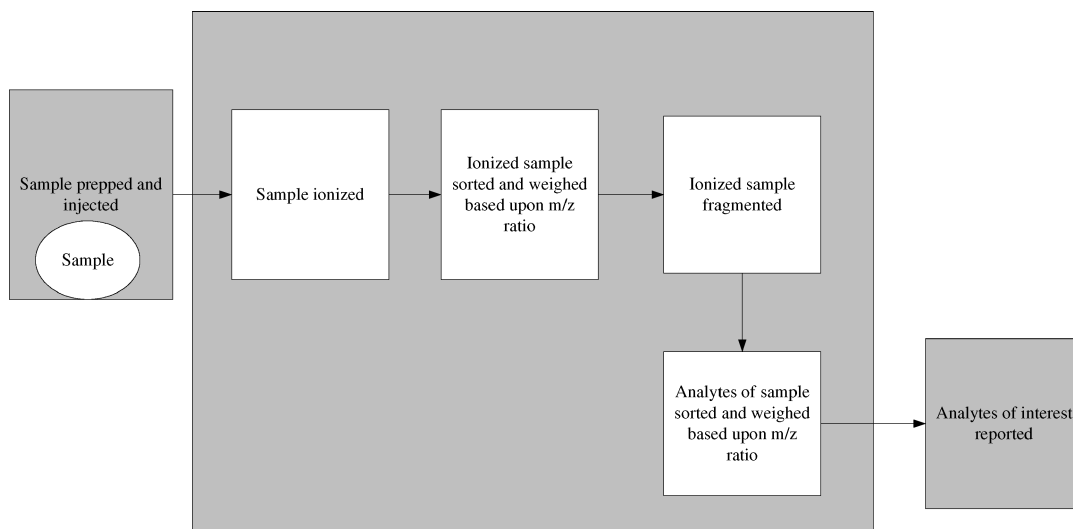 Sample prepped and
injected
Sample
Sample ionized
Ionized sample
sorted and weighed
based upon m/z
ratio
Ionized sample
fragmented
Analytes of sample
sorted and weighed
based upon m/z
ratio
Analytes of interest
reported